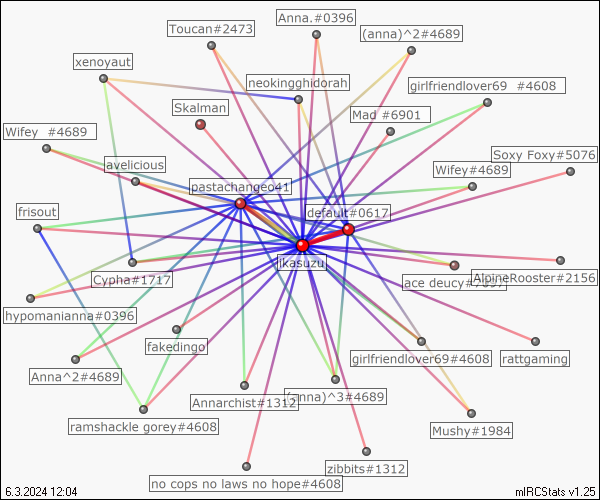 Anna.#0396
Toucan#2473
(anna)^2#4689
xenoyaut
neokingghidorah
girlfriendlover69 #4608
Skalman
Mad #6901
Wifey #4689
Soxy Foxy#5076
avelicious
Wifey#4689
pastachangeo41
frisout
default#0617
jkasuzu
Cypha#1717
ace deucy#
AlpineRooster#2156
hypomanianna#0396
fakedingo
girlfriendlover69#4608
rattgaming
Anna^2#4689
Annarchist#1312
(anna)^3#4689
ramshackle gorey#4608
Mushy#1984
zibbits#1312
no cops no laws no hope#4608
6.3.2024 12:04
mIRCStats v1.25